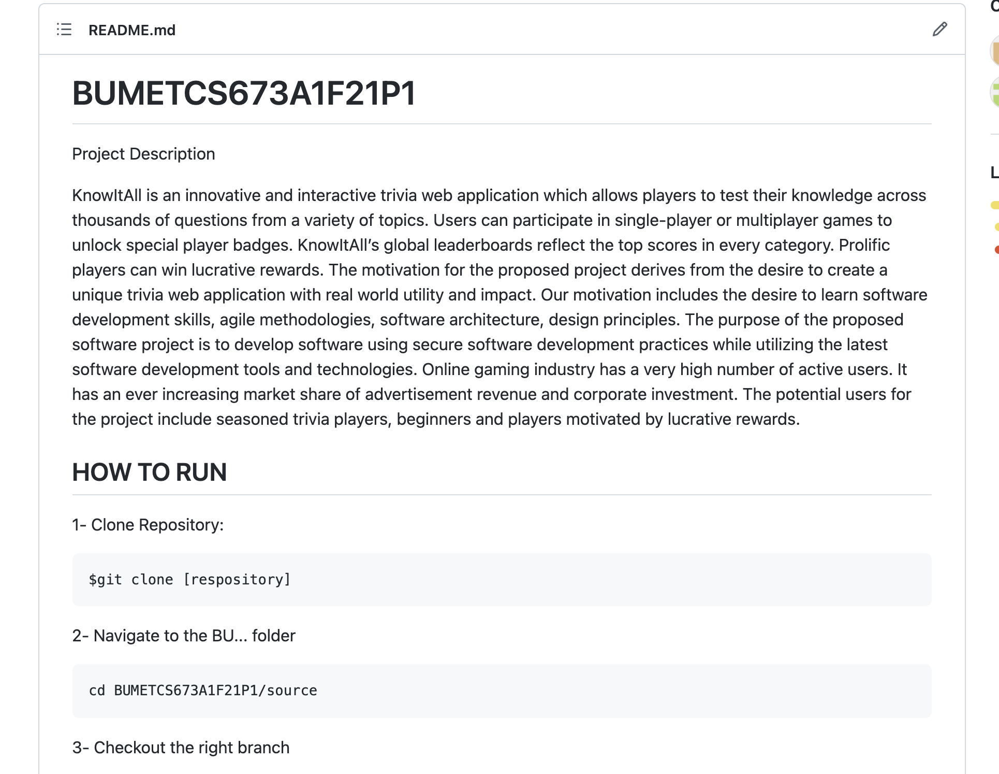 README.md
BUMETCS673A1F21P1
Project Description
KnowItAll is an innovative and interactive trivia web application which allows players to test their knowledge across
thousands of questions from a variety of topics. Users can participate in single-player or multiplayer games to
unlock special player badges. KnowItAll’s global leaderboards reflect the top scores in every category. Prolific
players can win lucrative rewards. The motivation for the proposed project derives from the desire to create a
unique trivia web application with real world utility and impact. Our motivation includes the desire to learn software
development skills, agile methodologies, software architecture, design principles. The purpose of the proposed
software project is to develop software using secure software development practices while utilizing the latest
software development tools and technologies. Online gaming industry has a very high number of active users. It
has an ever increasing market share of advertisement revenue and corporate investment. The potential users for
the project include seasoned trivia players, beginners and players motivated by lucrative rewards.
HOW TO RUN
1- Clone Repository:
$git clone [respository]
2- Navigate to the BU... folder
cd BUMETCS673A1F21P1/source
3- Checkout the right branch